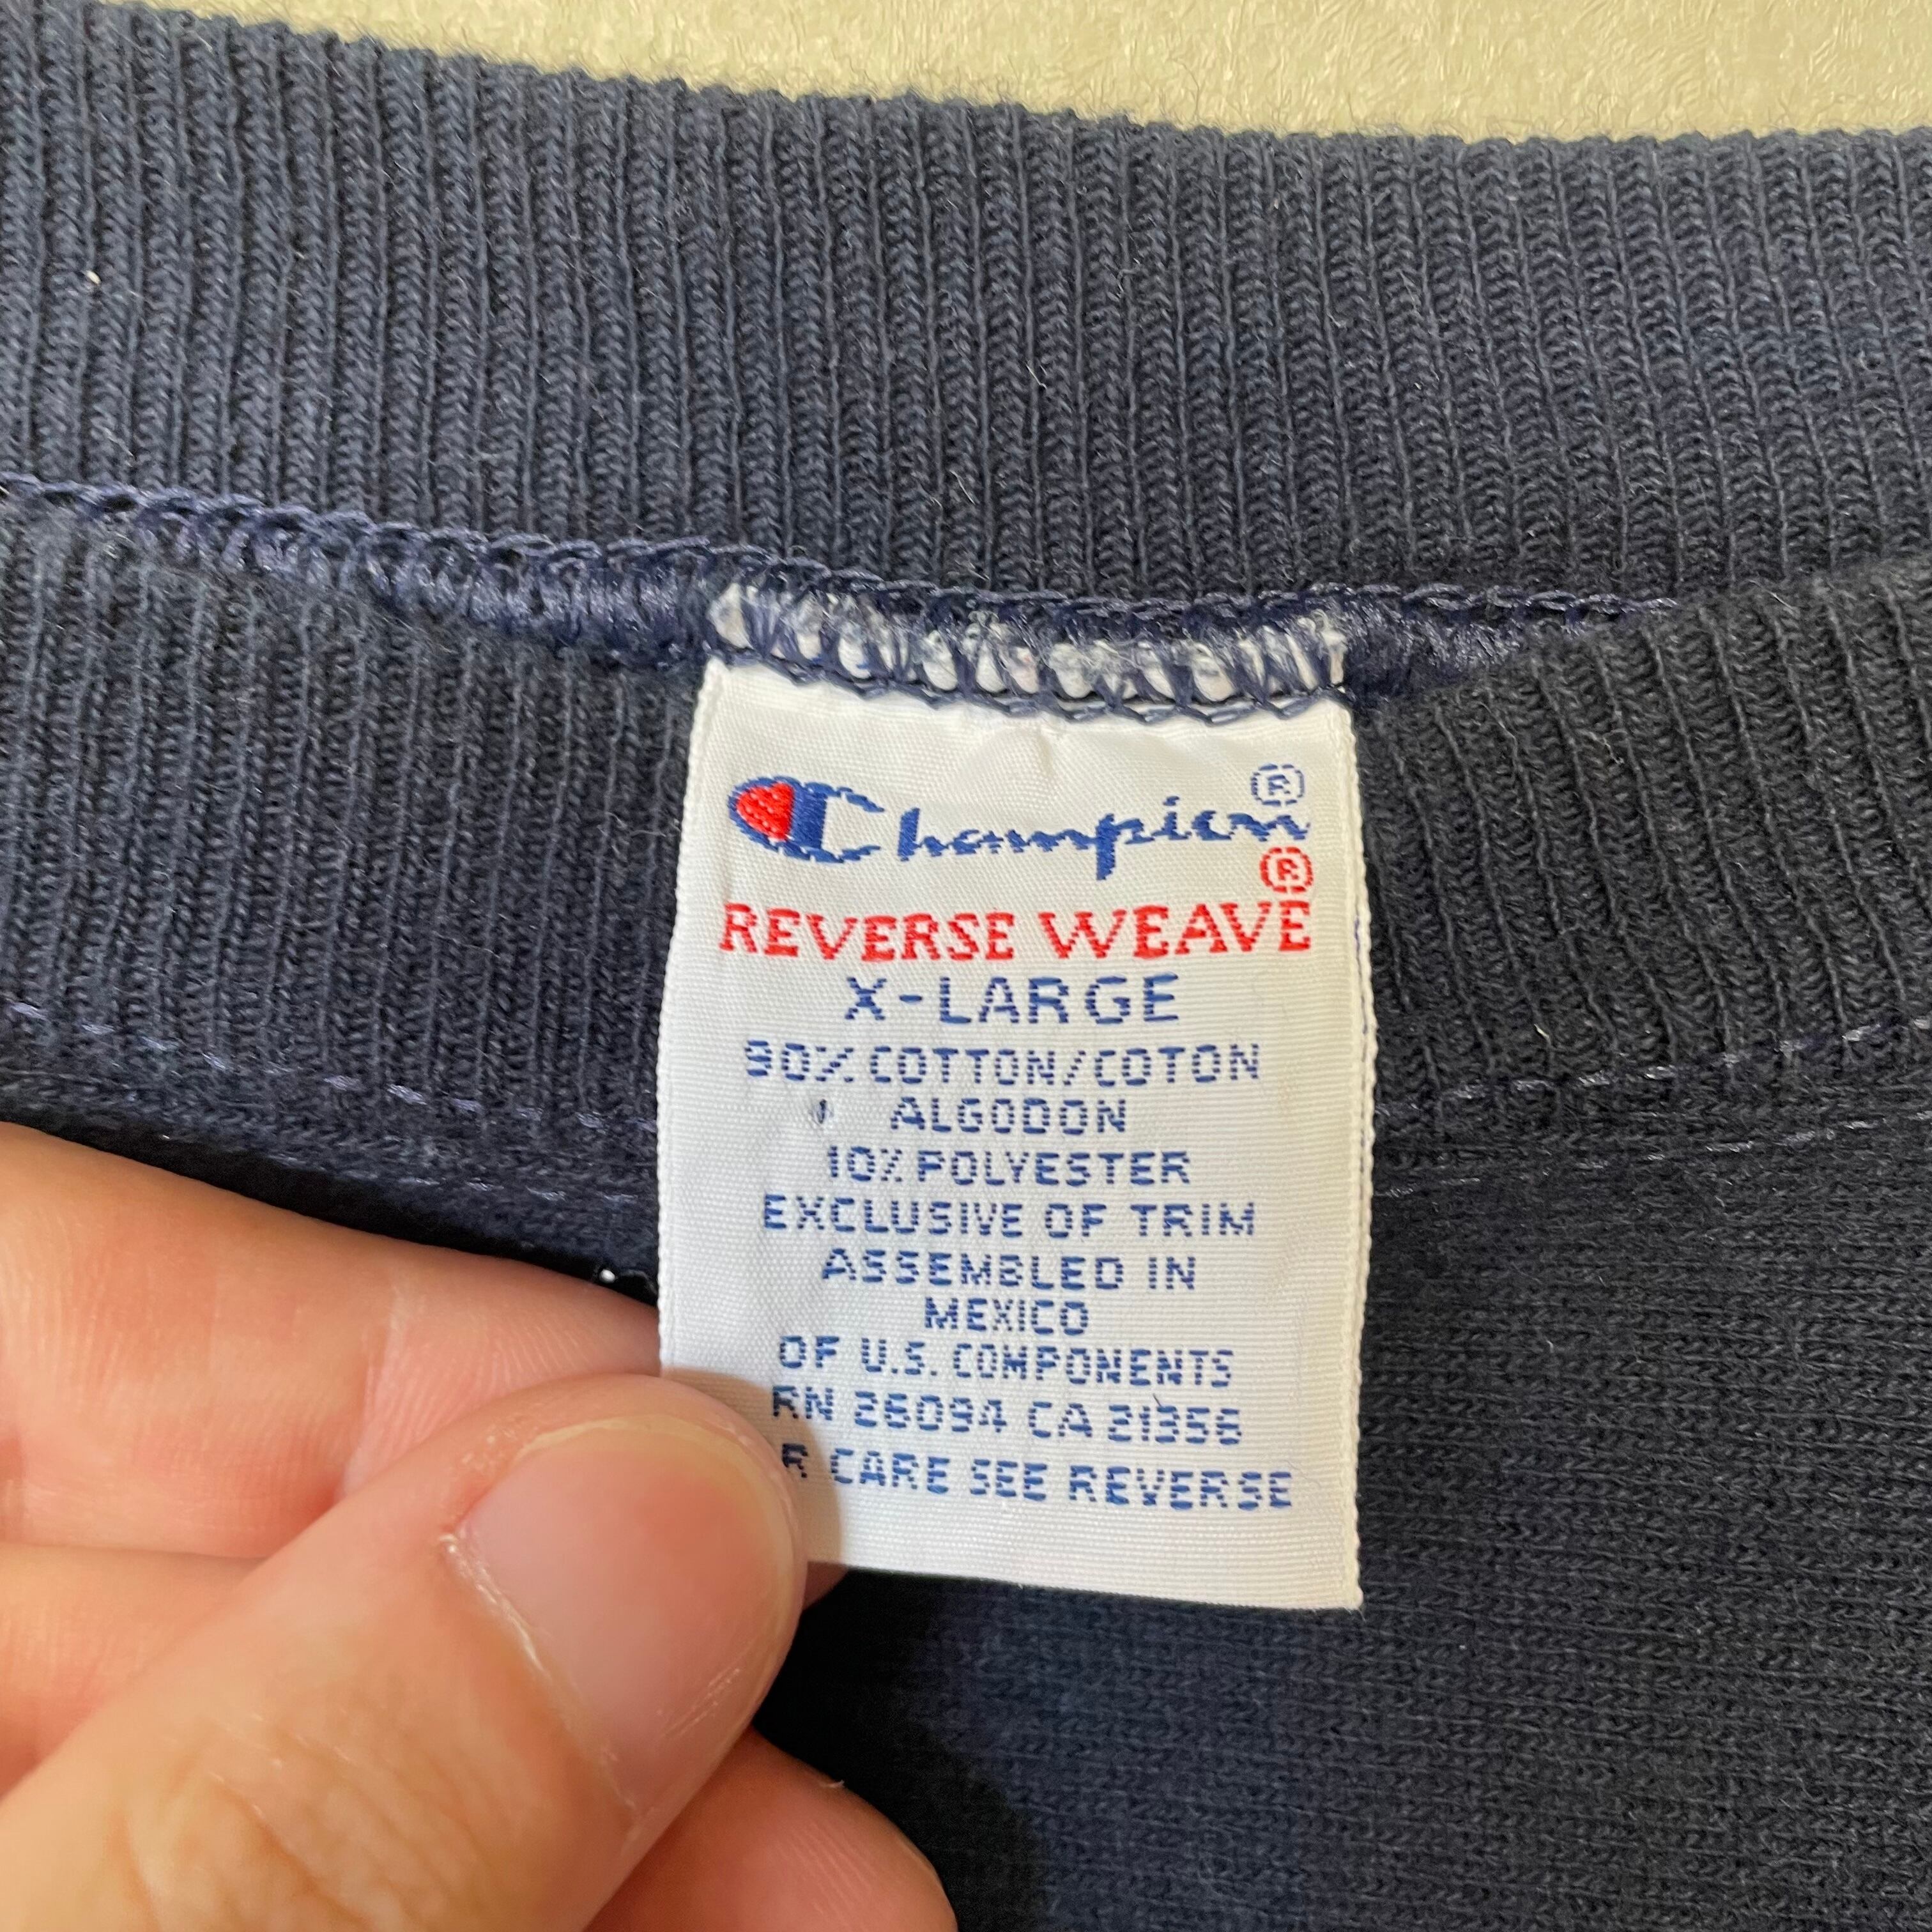 Champion®
®
REVERSE WEAVE
X-LARGE
90% COTTON/COTON
ALGODON
10% POLYESTER
EXCLUSIVE OF TRIM
ASSEMBLED IN
MEXICO
OF U.S. COMPONENTS
RN 26094 CA 21356
R CARE SEE REVERSE